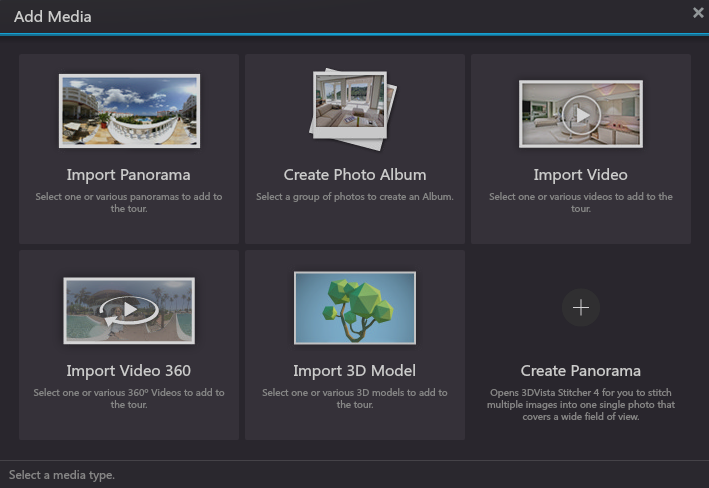 Add Media
Import Panorama
Select one or various panoramas to add to
the tour.
Create Photo Album
Select a group of photos to create an Album.
Import Video
Select one or various videos to add to the
tour.
Import Video 360
Select one or various 360º Videos to add to
the tour.
Import 3D Model
Select one or various 3D models to add to
the tour.
Create Panorama
Opens 3DVista Stitcher 4 for you to stitch
multiple images into one single photo that
covers a wide field of view.
Select a media type.